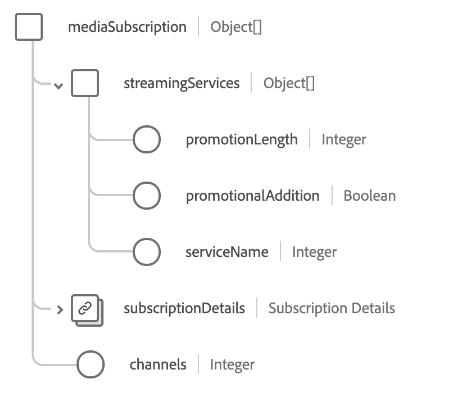 mediaSubscription | Object[]
streamingServices | Object[]
promotionLength | Integer
promotionalAddition | Boolean
serviceName | Integer
subscriptionDetails | Subscription Details
channels | Integer